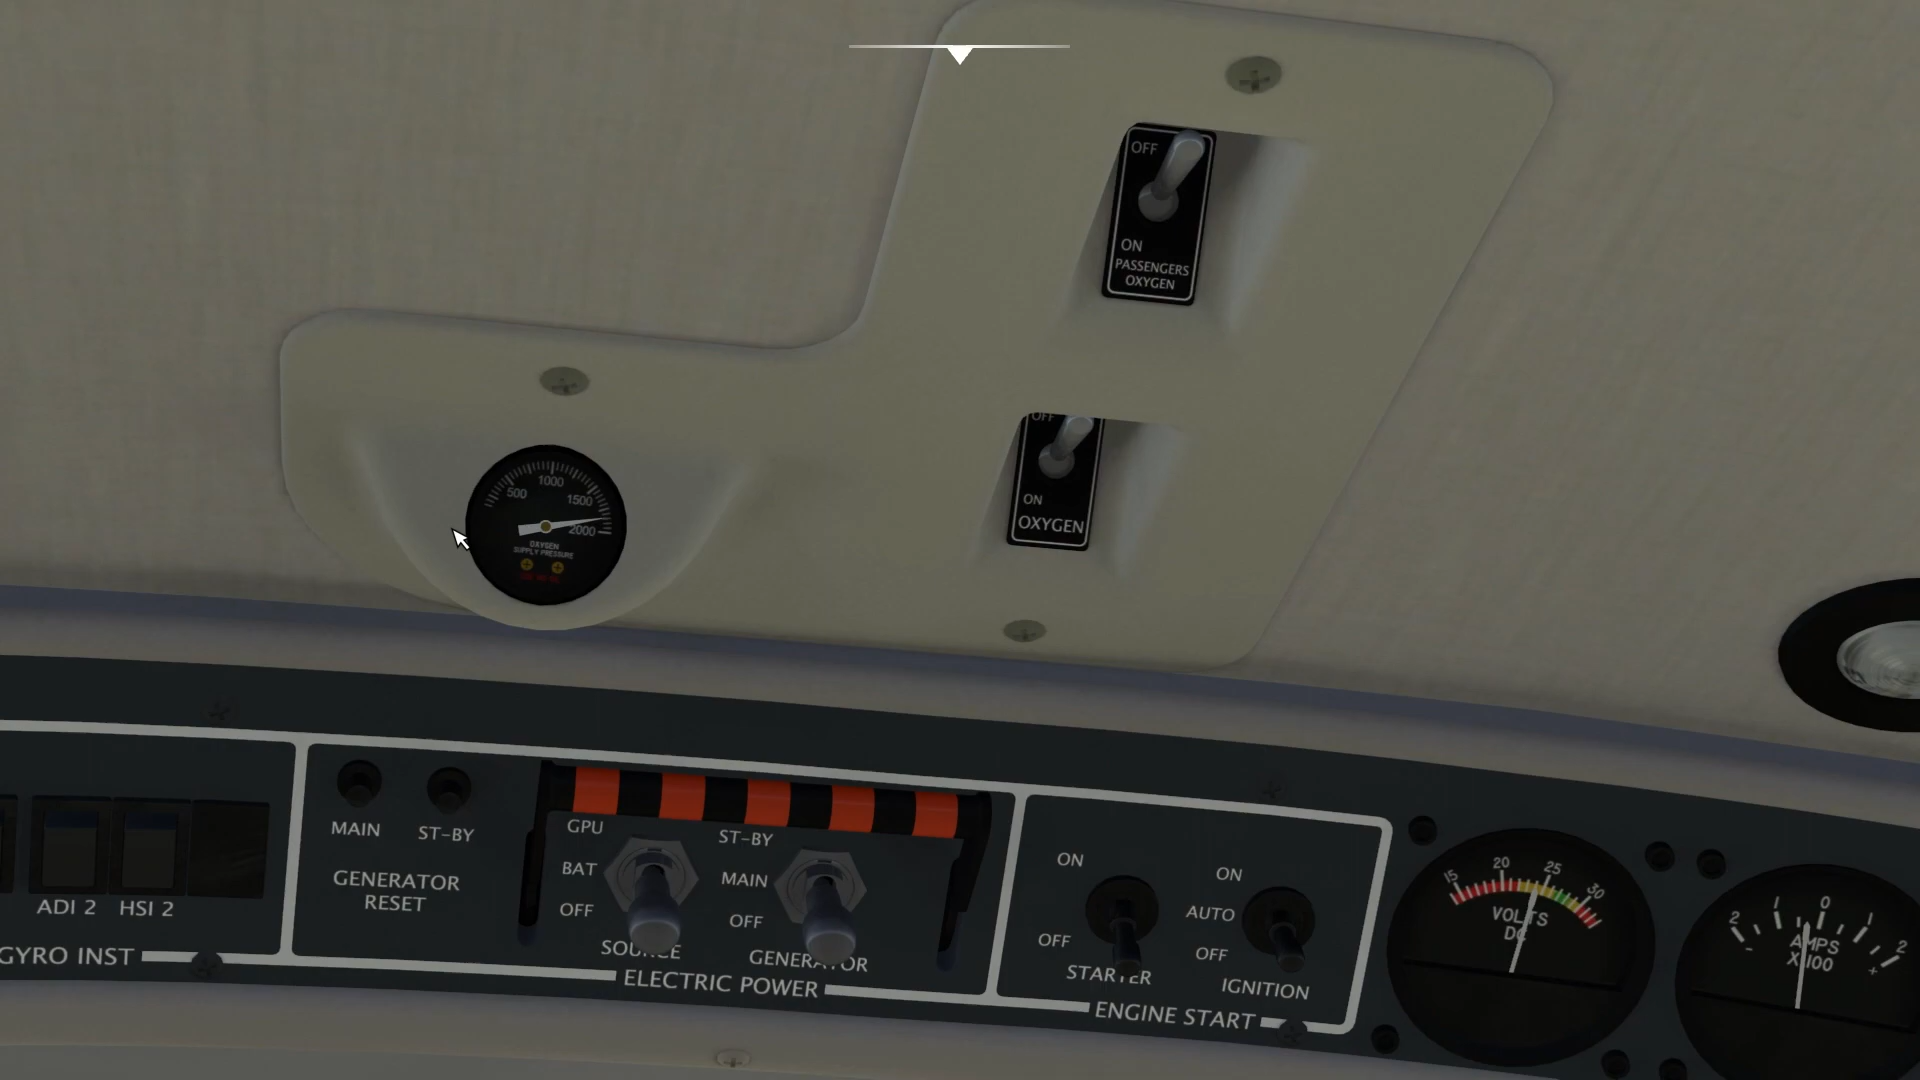 OFF
ON
PASSENGERS
OXYGEN
OFF
ON
OXYGEN
500
1000
1500
2000
OXYGEN
SUPPLY PRESSURE
ADI 2
HSI 2
GYRO INST
MAIN
ST-BY
GENERATOR
RESET
GPU
BAT
OFF
SOURCE
ST-BY
MAIN
OFF
GENERATOR
ELECTRIC POWER
ON
OFF
STARTER
ON
AUTO
OFF
IGNITION
ENGINE START
15
20
25
30
VOLTS
DC
2
1
0
1
2
-
+
AMPS
X100